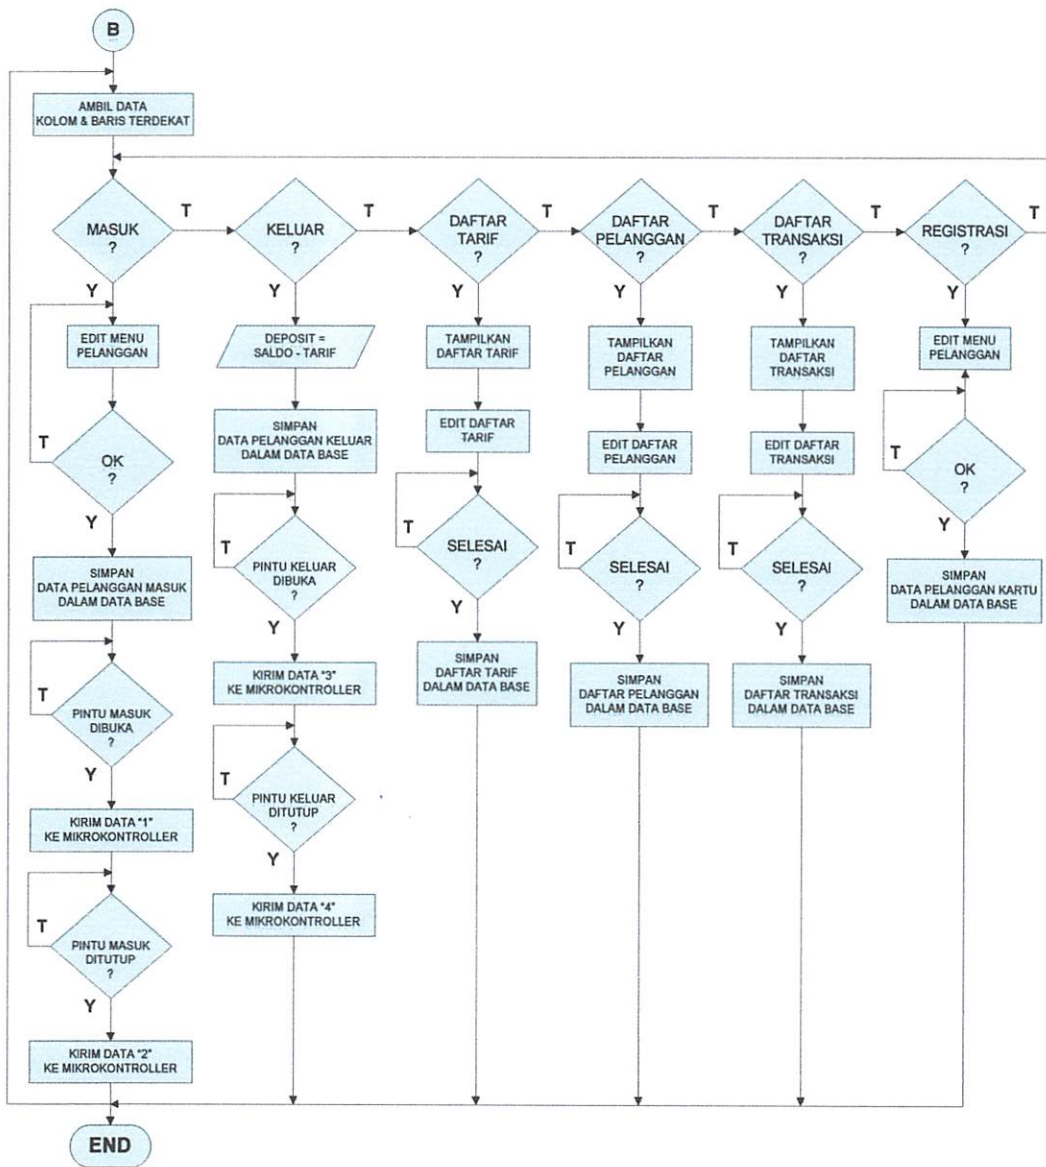 B
AMBIL DATA
KOLOM & BARIS TERDEKAT
MASUK
?
T
Y
EDIT MENU
PELANGGAN
OK
?
T
Y
SIMPAN
DATA PELANGGAN MASUK
DALAM DATA BASE
PINTU MASUK
DIBUKA
?
T
Y
KIRIM DATA "1"
KE MIKROKONTROLLER
PINTU MASUK
DITUTUP
?
T
Y
KIRIM DATA "2"
KE MIKROKONTROLLER
END
KELUAR
?
T
Y
DEPOSIT =
SALDO - TARIF
SIMPAN
DATA PELANGGAN KELUAR
DALAM DATA BASE
PINTU KELUAR
DIBUKA
?
T
Y
KIRIM DATA "3"
KE MIKROKONTROLLER
PINTU KELUAR
DITUTUP
?
T
Y
KIRIM DATA "4"
KE MIKROKONTROLLER
DAFTAR
TARIF
?
T
Y
TAMPILKAN
DAFTAR TARIF
EDIT DAFTAR
TARIF
SELESAI
?
T
Y
SIMPAN
DAFTAR TARIF
DALAM DATA BASE
DAFTAR
PELANGGAN
?
T
Y
TAMPILKAN
DAFTAR
PELANGGAN
EDIT DAFTAR
PELANGGAN
SELESAI
?
T
Y
SIMPAN
DAFTAR PELANGGAN
DALAM DATA BASE
DAFTAR
TRANSAKSI
?
T
Y
TAMPILKAN
DAFTAR
TRANSAKSI
EDIT DAFTAR
TRANSAKSI
SELESAI
?
T
Y
SIMPAN
DAFTAR TRANSAKSI
DALAM DATA BASE
REGISTRASI
?
T
Y
EDIT MENU
PELANGGAN
OK
?
T
Y
SIMPAN
DATA PELANGGAN KARTU
DALAM DATA BASE